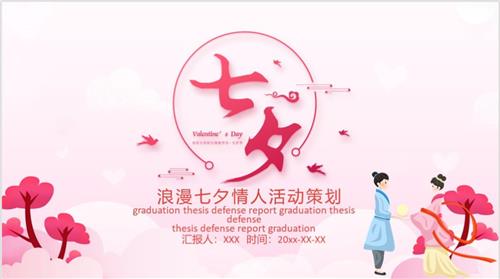 七夕
Valentine’s Day
浪漫七夕情人活动策划
graduation thesis defense report graduation thesis
defense
thesis defense report graduation
汇报人：XXX 时间：20xx-XX-XX